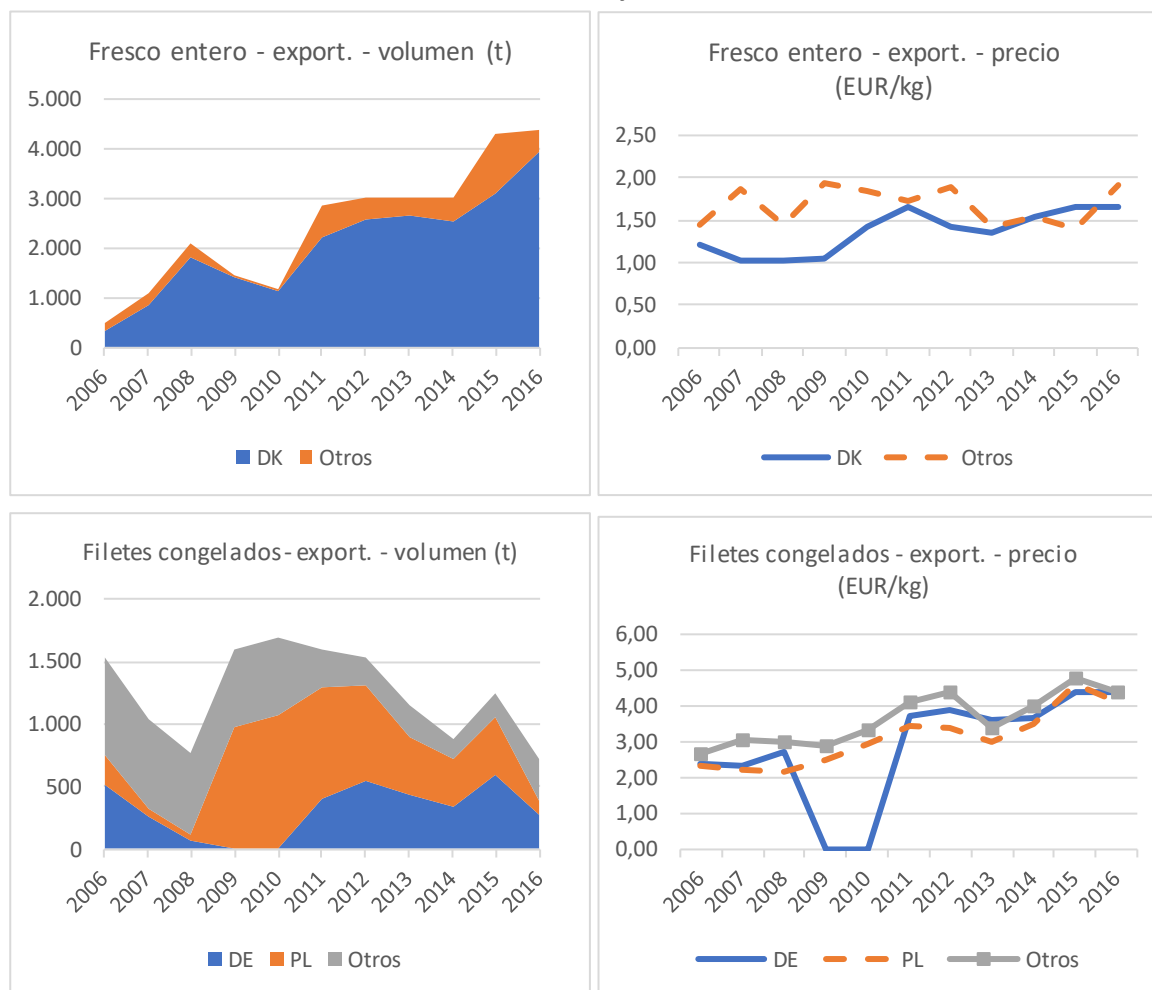 Fresco entero - export. - volumen (t)
5.000
4.000
3.000
2.000
1.000
0
2006 2007 2008 2009 2010 2011 2012 2013 2014 2015 2016
DK Otros
Fresco entero - export. - precio
(EUR/kg)
2,50
2,00
1,50
1,00
0,50
0,00
2006 2007 2008 2009 2010 2011 2012 2013 2014 2015 2016
DK Otros
Filetes congelados - export. - volumen (t)
2.000
1.500
1.000
500
0
2006 2007 2008 2009 2010 2011 2012 2013 2014 2015 2016
DE PL Otros
Filetes congelados - export. - precio
(EUR/kg)
6,00
5,00
4,00
3,00
2,00
1,00
0,00
2006 2007 2008 2009 2010 2011 2012 2013 2014 2015 2016
DE PL Otros